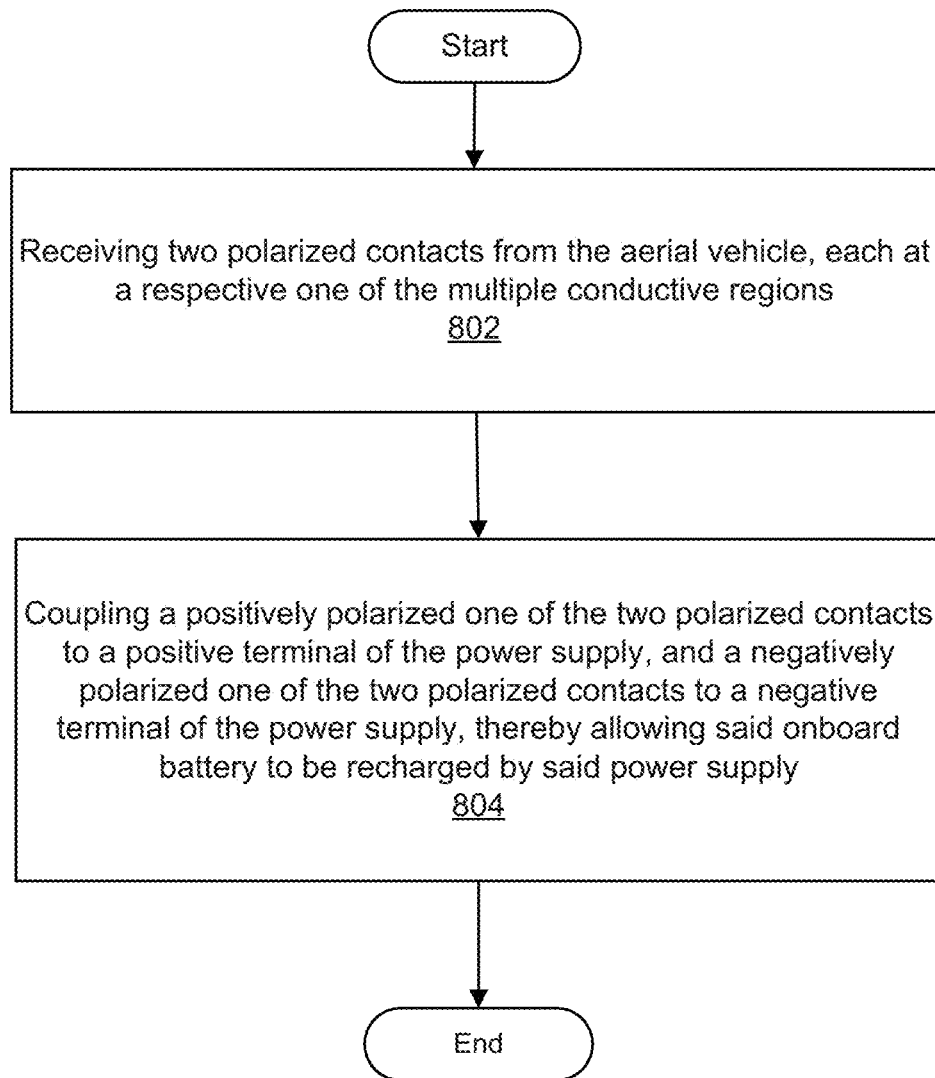 Start
Receiving two polarized contacts from the aerial vehicle, each at
a respective one of the multiple conductive regions
802
Coupling a positively polarized one of the two polarized contacts
to a positive terminal of the power supply, and a negatively
polarized one of the two polarized contacts to a negative
terminal of the power supply, thereby allowing said onboard
battery to be recharged by said power supply
804
End